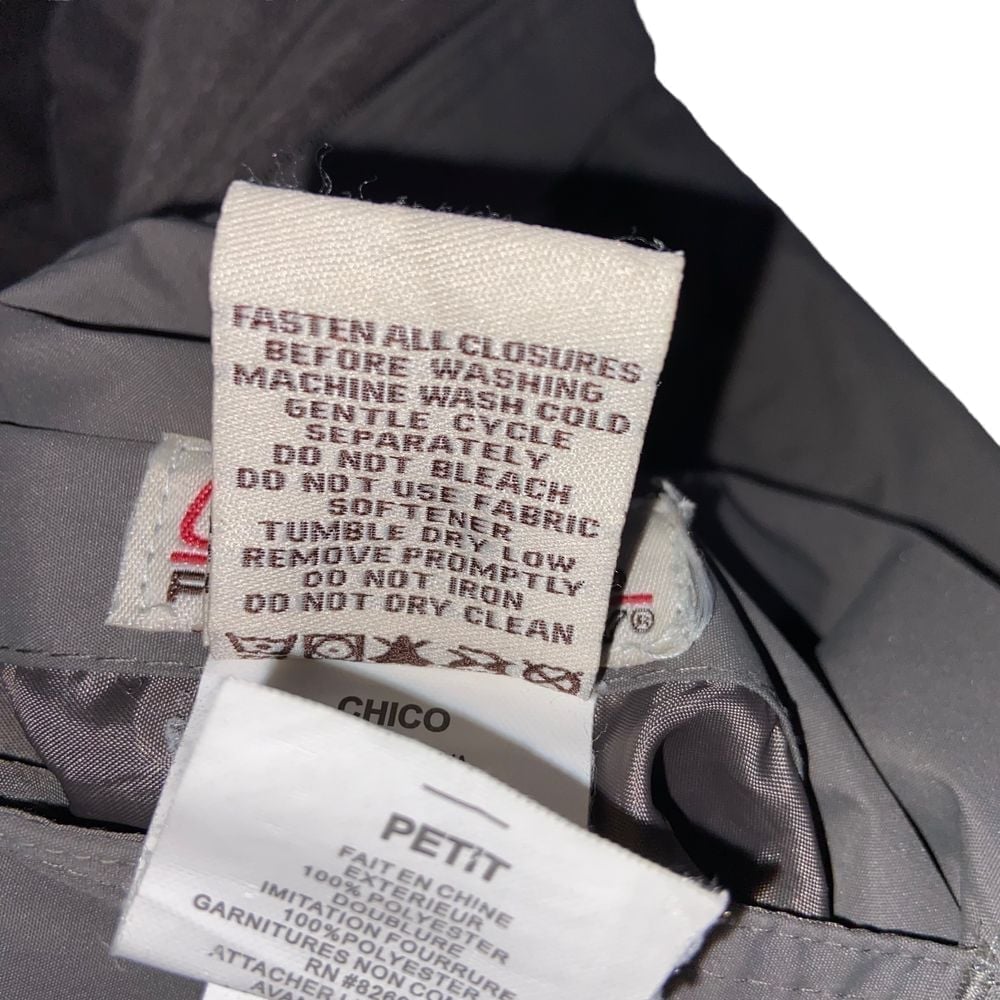 FASTEN ALL CLOSURES
BEFORE WASHING
MACHINE WASH COLD
GENTLE CYCLE
SEPARATELY
DO NOT BLEACH
DO NOT USE FABRIC
SOFTENER
TUMBLE DRY LOW
REMOVE PROMPTLY
DO NOT IRON
DO NOT DRY CLEAN
CHICO
PETIT
FAIT EN CHINE
EXTERIEUR
100% POLYESTER
DOUBLURE
IMITATION FOURRURE
100%POLYESTER
GARNITURES NON
RN
ATTACHER